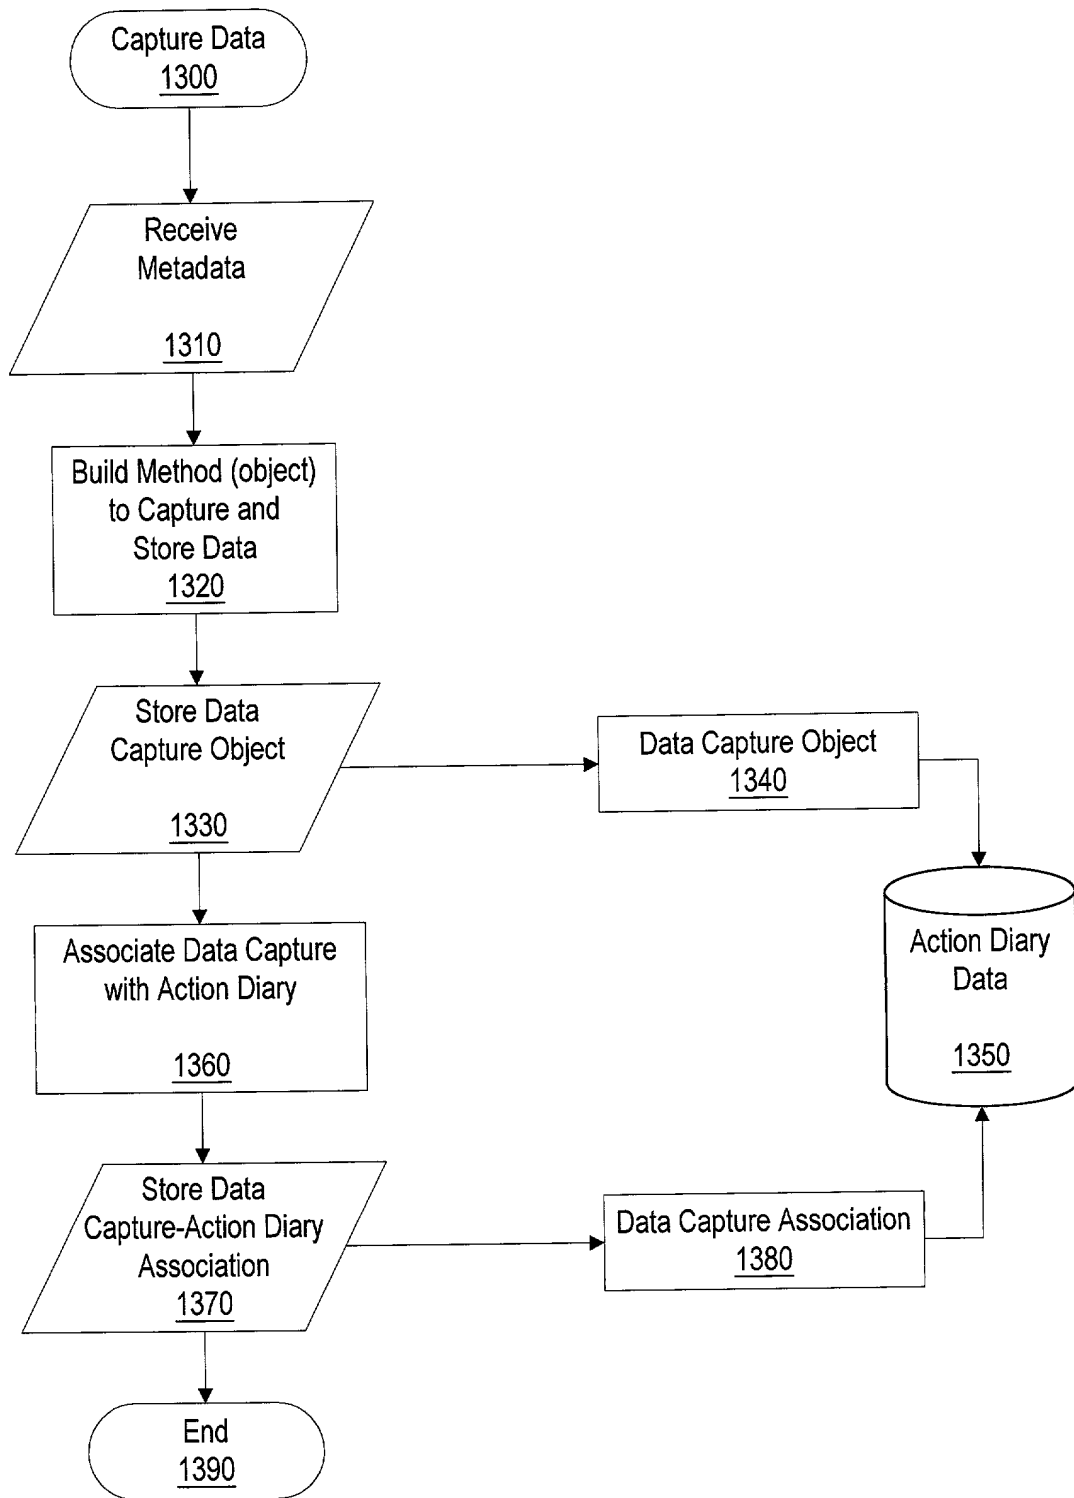 Capture Data
1300
Receive
Metadata
1310
Build Method (object)
to Capture and
Store Data
1320
Store Data
Capture Object
1330
Data Capture Object
1340
Action Diary
Data
1350
Associate Data Capture
with Action Diary
1360
Store Data
Capture-Action Diary
Association
1370
Data Capture Association
1380
End
1390